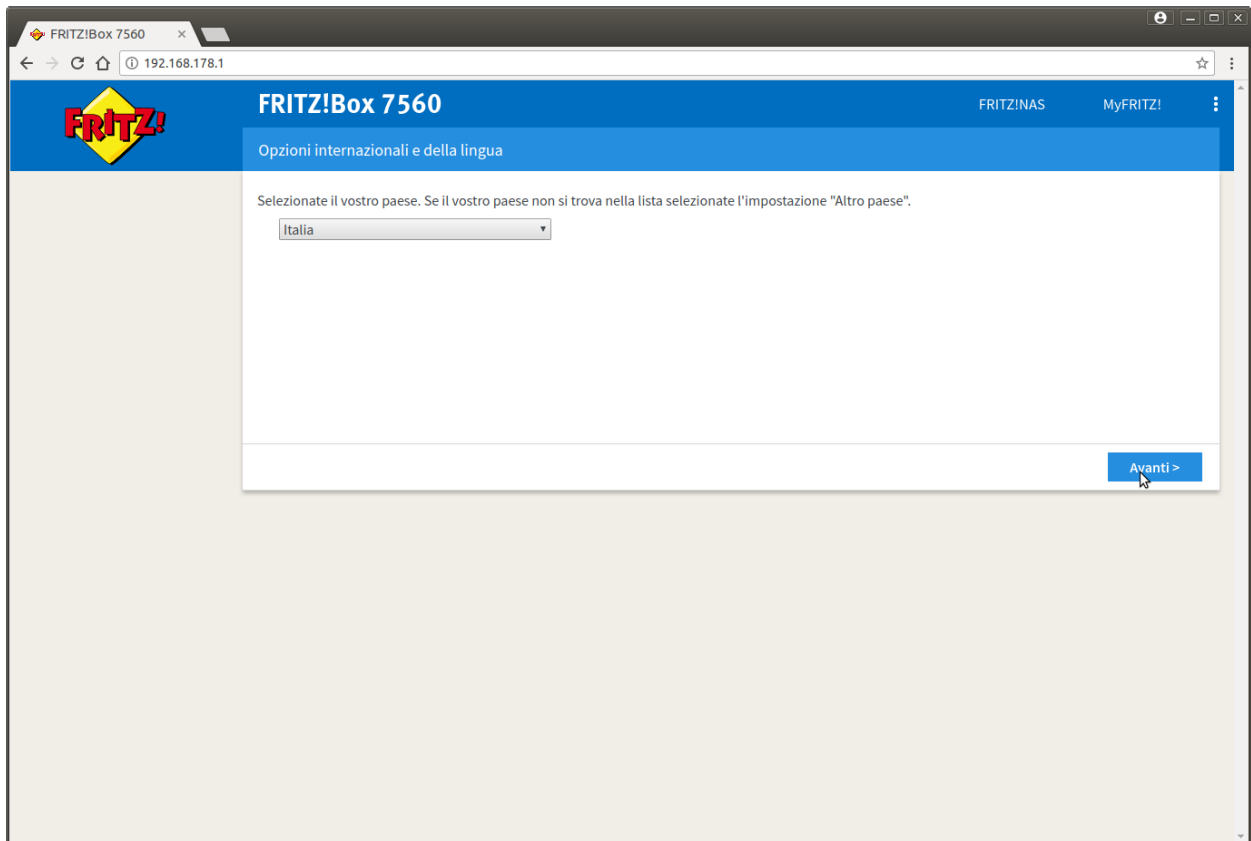 FRITZ!Box 7560
192.168.178.1
FRITZ!
FRITZ!Box 7560
FRITZ!NAS
MyFRITZ!
Opzioni internazionali e della lingua
Selezionate il vostro paese. Se il vostro paese non si trova nella lista selezionate l'impostazione "Altro paese".
Italia
Avanti >